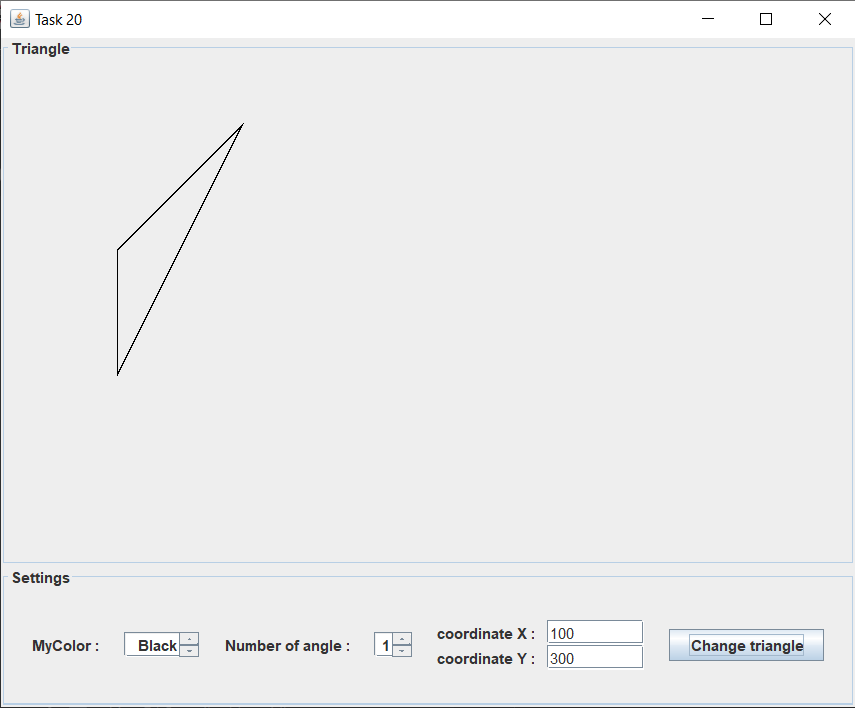 Task 20
Triangle
Settings
MyColor : Black Number of angle : 1
coordinate X : 100
coordinate Y : 300
Change triangle